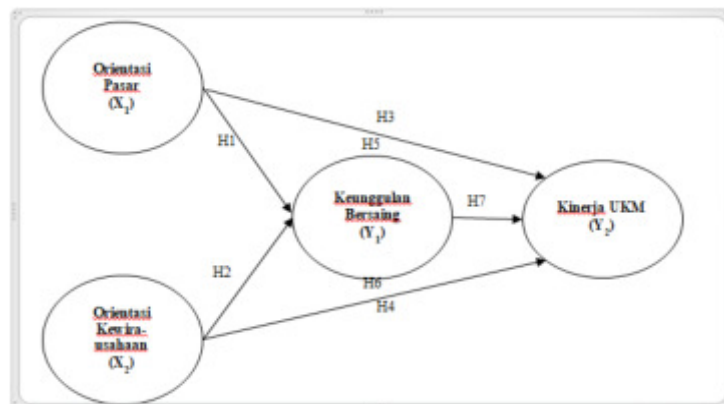 Orientasi
Pasar
(X1)
H3
H1
H5
Keunggulan
Bersaing
(Y1)
H7
Kinerja UKM
(Y2)
H2
H6
H4
Orientasi
Kewira-
usahaan
(X2)